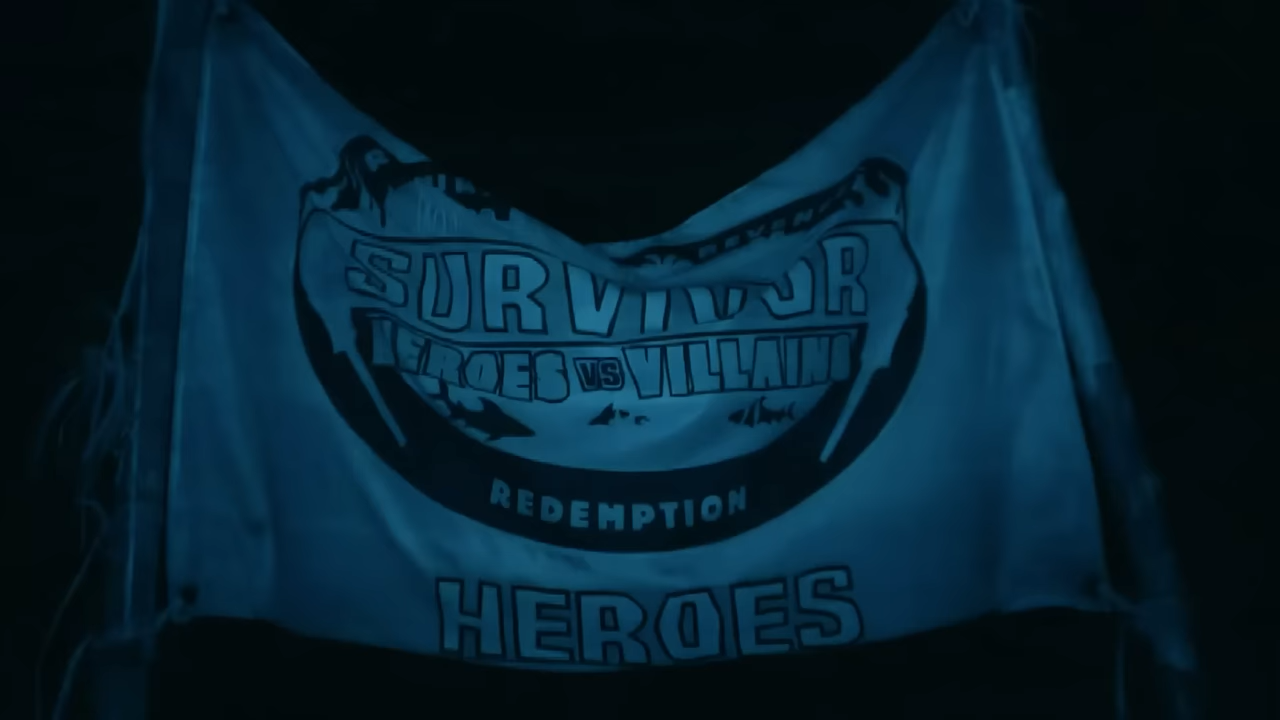 SURVIVOR
HEROES VS VILLAINS
REDEMPTION
HEROES